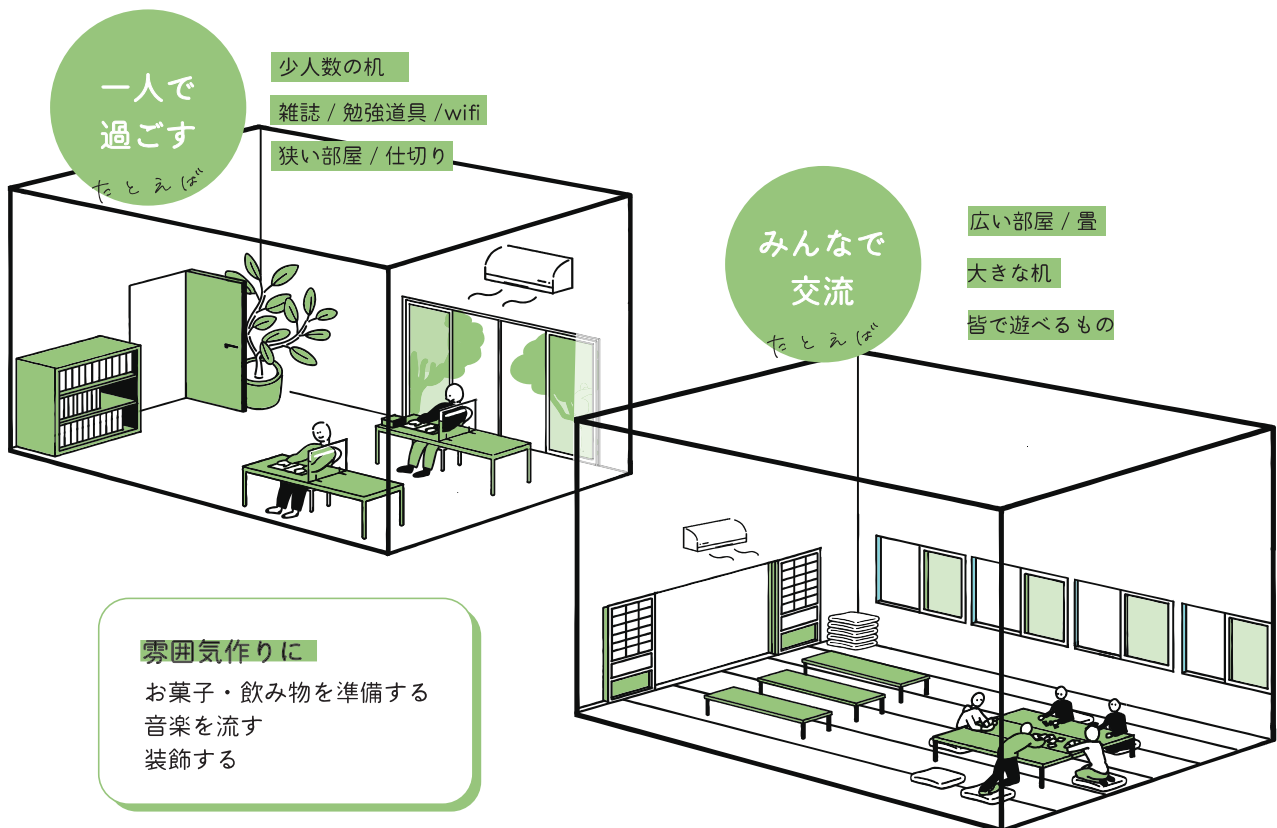 一人で
過ごす
たとえば
少人数の机
雑誌 / 勉強道具 /wifi
狭い部屋 / 仕切り
みんなで
交流
たとえば
広い部屋 / 畳
大きな机
皆で遊べるもの
雰囲気作りに
お菓子・飲み物を準備する
音楽を流す
装飾する